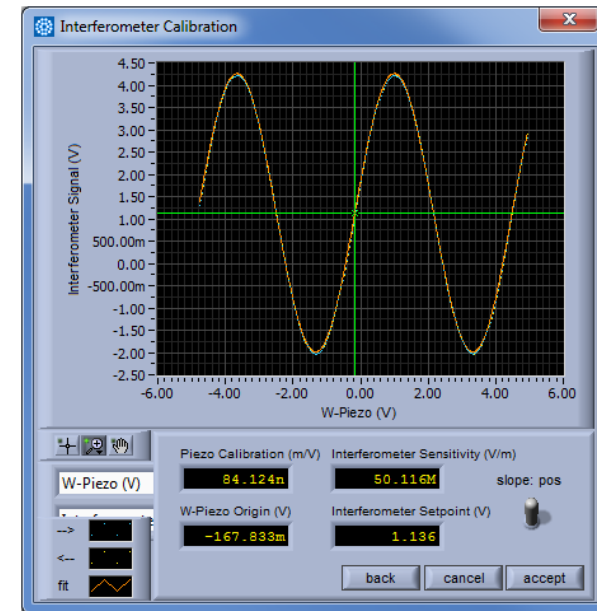 Interferometer Calibration
4.50
4.00
3.50
3.00
2.50
2.00
1.50
1.00
500.00m
0.00
-500.00m
-1.00
-1.50
-2.00
-2.50
Interferometer Signal (V)
-6.00 -4.00 -2.00 0.00 2.00 4.00 6.00
W-Piezo (V)
Piezo Calibration (m/V) Interferometer Sensitivity (V/m)
W-Piezo (V) 84.124n 50.116M slope: pos
W-Piezo Origin (V) Interferometer Setpoint (V)
--> -167.833m 1.136
<--
fit back cancel accept